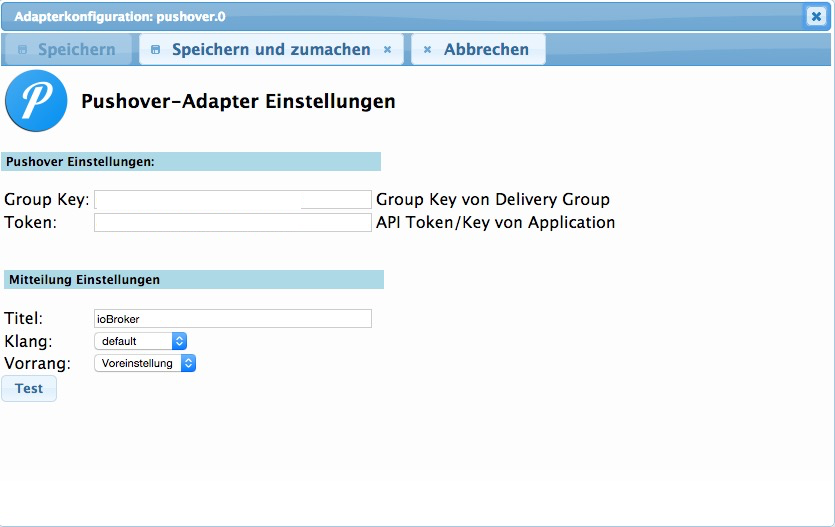 Adapterkonfiguration: pushover.0
Speichern Speichern und zumachen Abbrechen
Pushover-Adapter Einstellungen
Pushover Einstellungen:
Group Key: Group Key von Delivery Group
Token: API Token/Key von Application
Mitteilung Einstellungen
Titel: ioBroker
Klang: default
Vorrang: Voreinstellung
Test